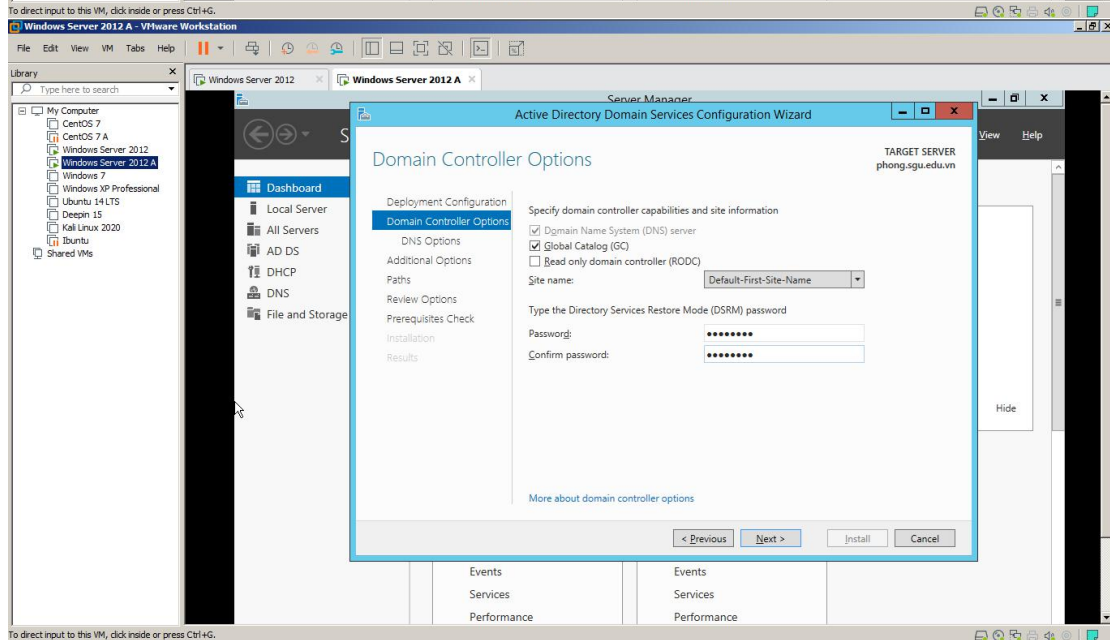 To direct input to this VM, click inside or press Ctrl+G.
Windows Server 2012 A - VMware Workstation
File Edit View VM Tabs Help
Library
Type here to search
Windows Server 2012
Windows Server 2012 A
My Computer
CentOS 7
CentOS 7 A
Windows Server 2012
Windows Server 2012 A
Windows 7
Windows XP Professional
Ubuntu 14 LTS
Deepin 15
Kali Linux 2020
Ibuntu
Shared VMs
Server Manager
View Help
Dashboard
Local Server
All Servers
AD DS
DHCP
DNS
File and Storage
Active Directory Domain Services Configuration Wizard
Domain Controller Options
TARGET SERVER
phong.sgu.edu.vn
Deployment Configuration
Domain Controller Options
DNS Options
Additional Options
Paths
Review Options
Prerequisites Check
Installation
Results
Specify domain controller capabilities and site information
Domain Name System (DNS) server
Global Catalog (GC)
Read only domain controller (RODC)
Site name: Default-First-Site-Name
Type the Directory Services Restore Mode (DSRM) password
Password: ••••••••
Confirm password: ••••••••
More about domain controller options
< Previous Next > Install Cancel
Hide
Events Events
Services Services
Performance Performance
To direct input to this VM, click inside or press Ctrl+G.